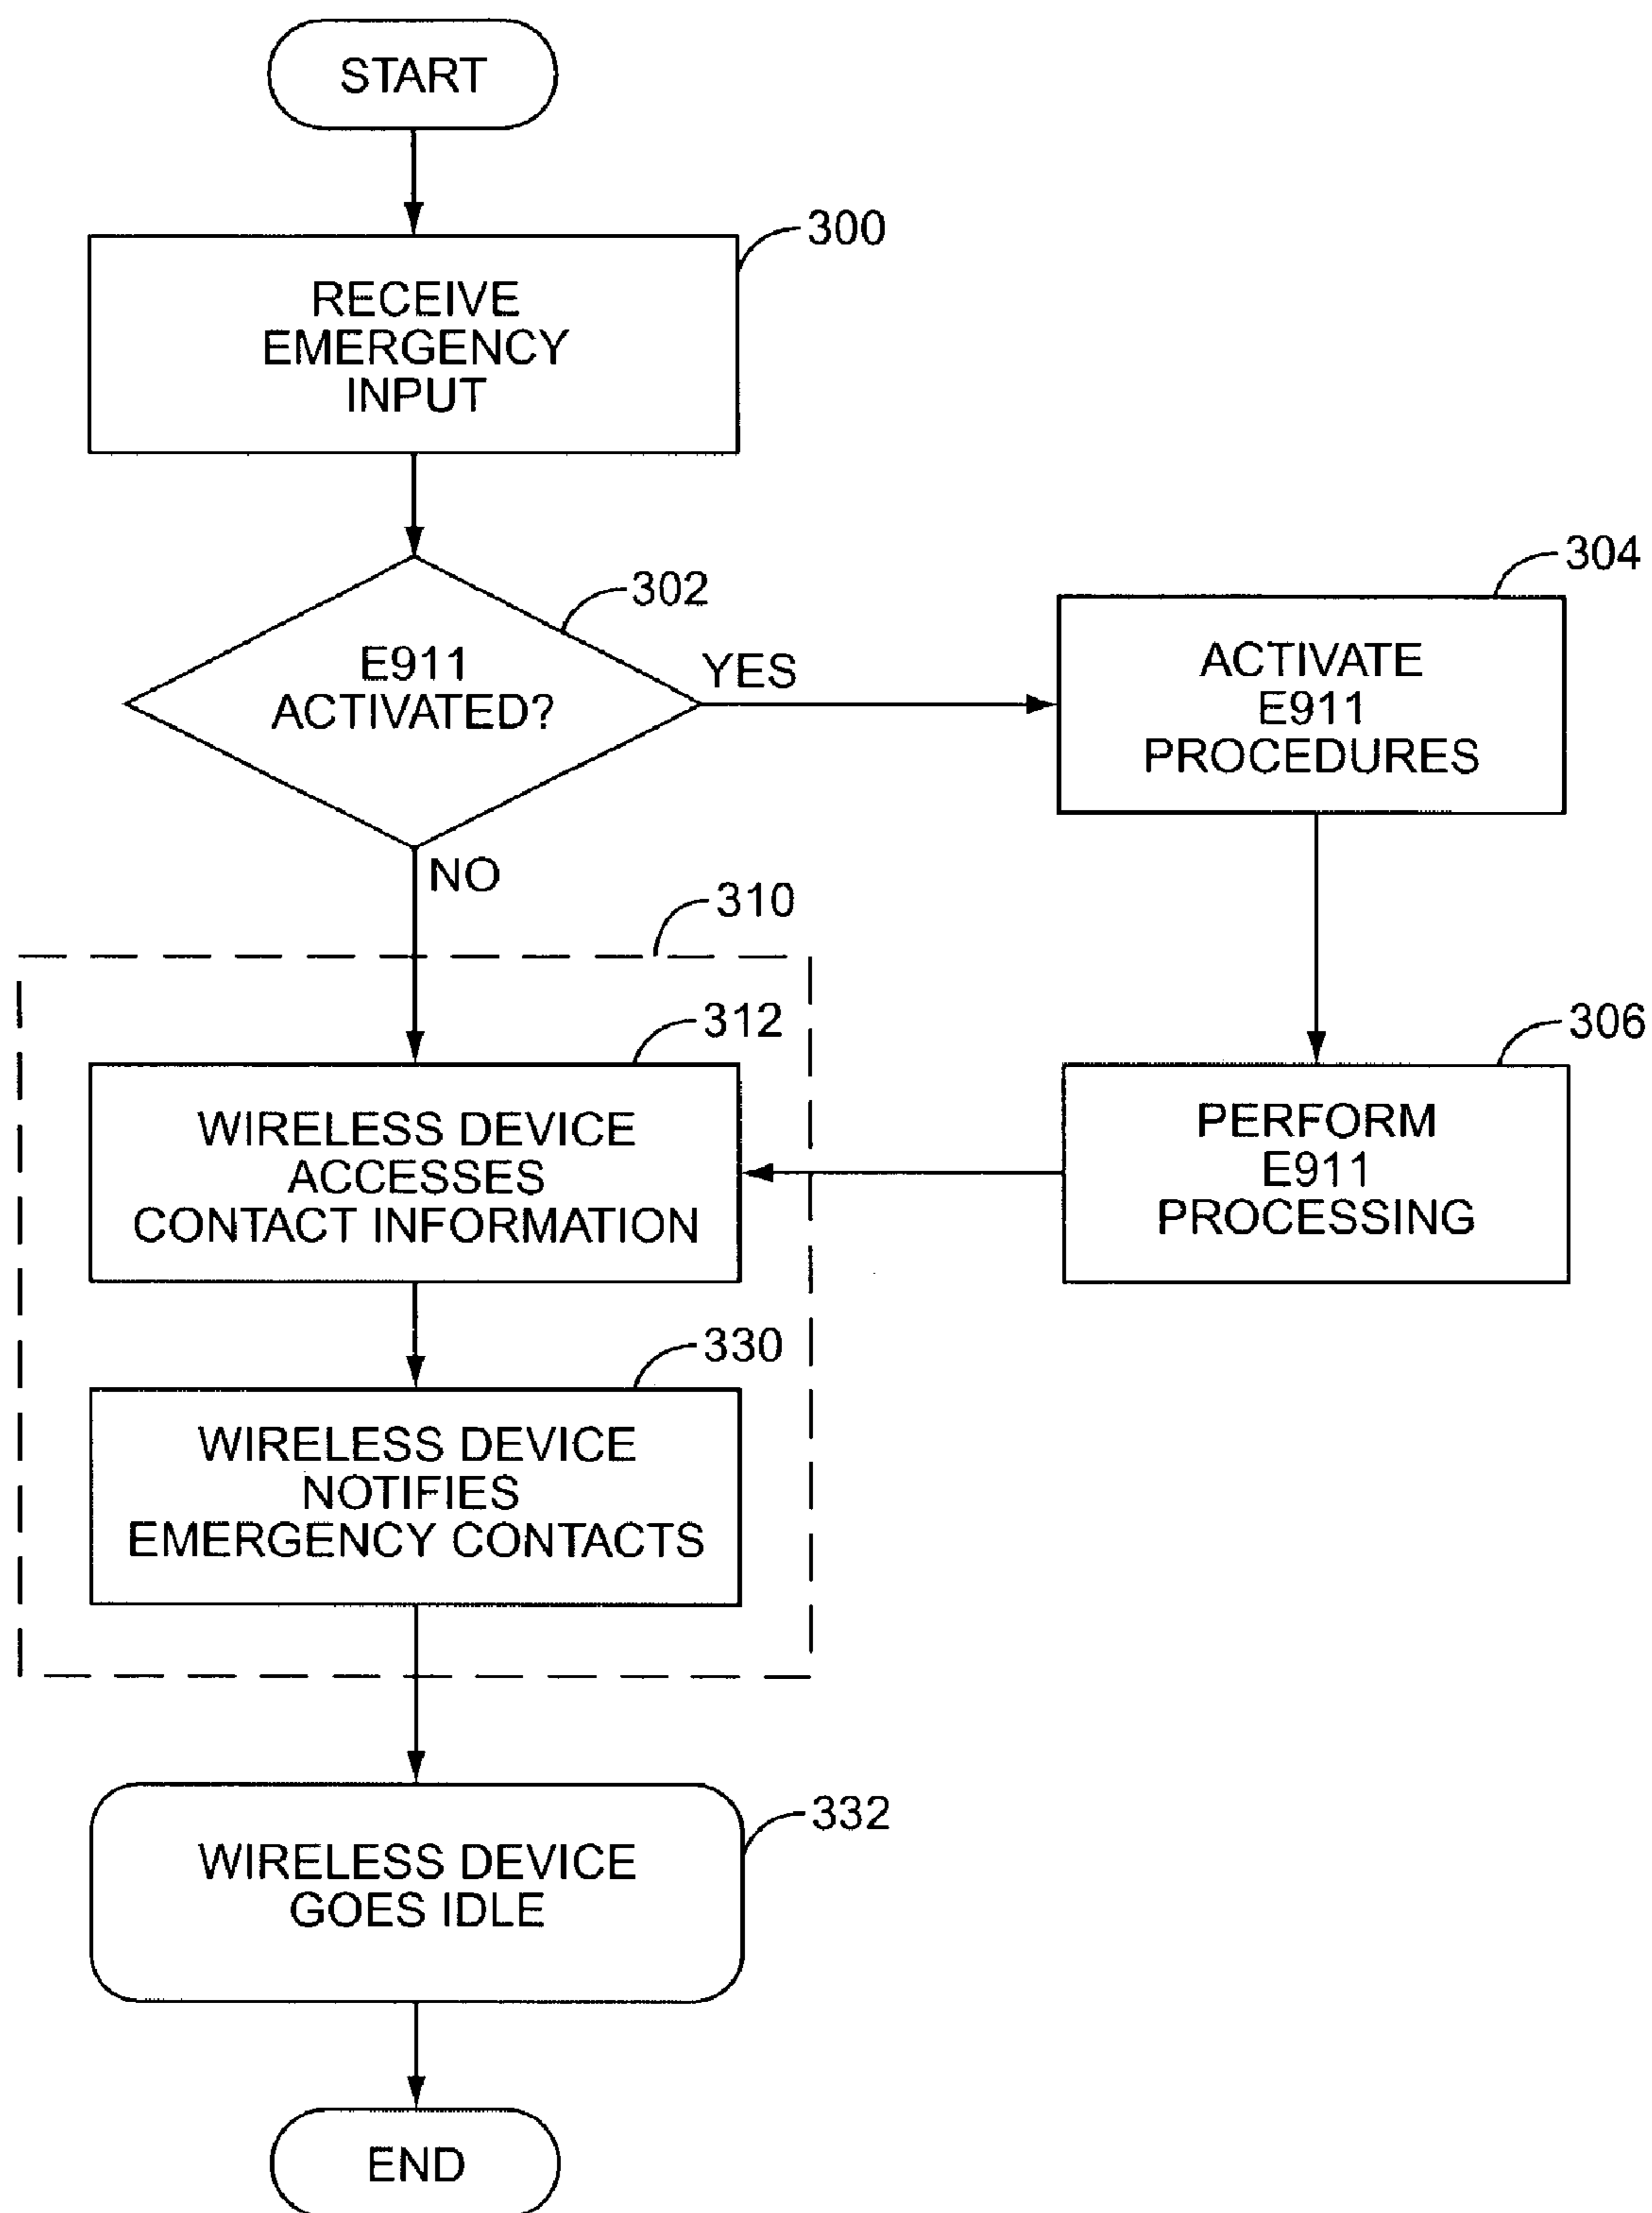 START
300
RECEIVE
EMERGENCY
INPUT
302
E911
ACTIVATED?
YES
304
ACTIVATE
E911
PROCEDURES
NO
310
312
WIRELESS DEVICE
ACCESSES
CONTACT INFORMATION
306
PERFORM
E911
PROCESSING
330
WIRELESS DEVICE
NOTIFIES
EMERGENCY CONTACTS
332
WIRELESS DEVICE
GOES IDLE
END